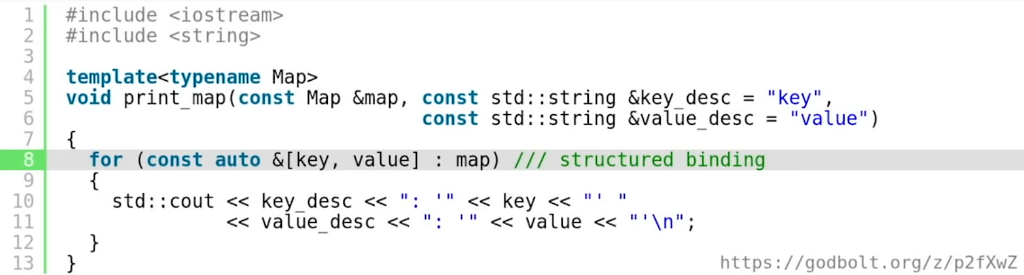 1 #include <iostream>
2 #include <string>
3
4 template<typename Map>
5 void print_map(const Map &map, const std::string &key_desc = "key",
6                                const std::string &value_desc = "value")
7 {
8   for (const auto &[key, value] : map) /// structured binding
9   {
10     std::cout << key_desc << ": '" << key << "' "
11               << value_desc << ": '" << value << "'\n";
12   }
13 }
https://godbolt.org/z/p2fXwZ